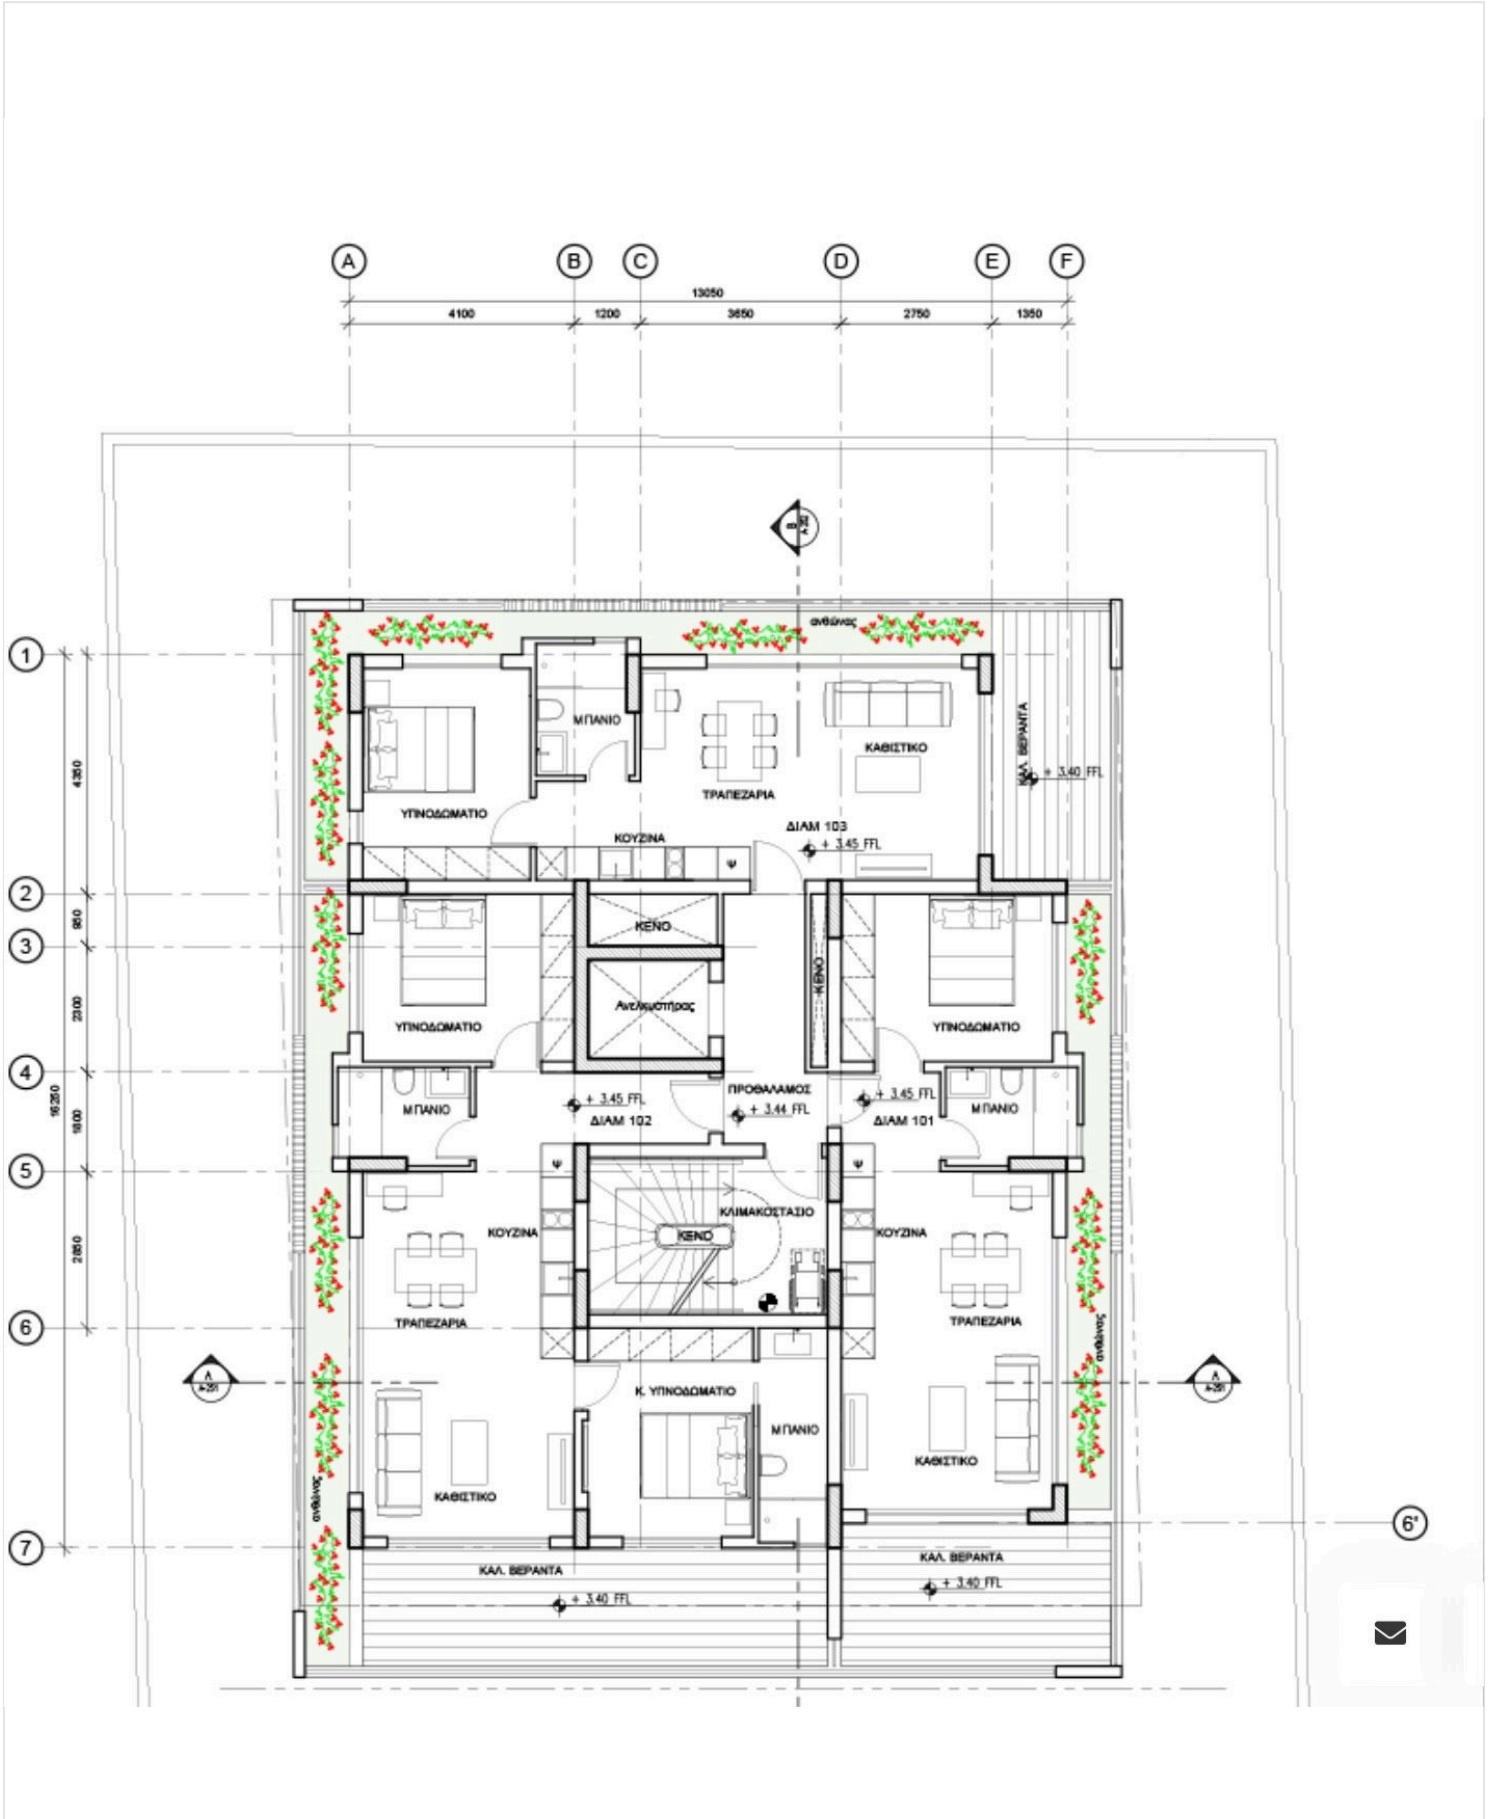 A B C D E F
13050
4100 1200 3650 2750 1350
B
A-252
ανθώνας
1
ΜΠΑΝΙΟ
ΚΑΘΙΣΤΙΚΟ
ΚΑΛ. ΒΕΡΑΝΤΑ
+ 3.40 FFL
4350
ΤΡΑΠΕΖΑΡΙΑ
ΥΠΝΟΔΩΜΑΤΙΟ
ΚΟΥΖΙΝΑ
ΔΙΑΜ 103
+ 3.45 FFL
Ψ
2
950
ΚΕΝΟ
3
ΚΕΝΟ
2300
Ανελκυστήρας
ΥΠΝΟΔΩΜΑΤΙΟ
ΥΠΝΟΔΩΜΑΤΙΟ
4
16250
ΠΡΟΘΑΛΑΜΟΣ
+ 3.45 FFL
+ 3.44 FFL
+ 3.45 FFL
ΜΠΑΝΙΟ
ΜΠΑΝΙΟ
1800
ΔΙΑΜ 102
ΔΙΑΜ 101
5
Ψ
Ψ
ΚΛΙΜΑΚΟΣΤΑΣΙΟ
ΚΟΥΖΙΝΑ
ΚΕΝΟ
ΚΟΥΖΙΝΑ
2850
ΤΡΑΠΕΖΑΡΙΑ
ΤΡΑΠΕΖΑΡΙΑ
6
ανθώνας
A
A-251
A
A-251
Κ. ΥΠΝΟΔΩΜΑΤΙΟ
ΜΠΑΝΙΟ
ΚΑΘΙΣΤΙΚΟ
ΚΑΘΙΣΤΙΚΟ
ανθώνας
6'
7
ΚΑΛ. ΒΕΡΑΝΤΑ
ΚΑΛ. ΒΕΡΑΝΤΑ
+ 3.40 FFL
+ 3.40 FFL